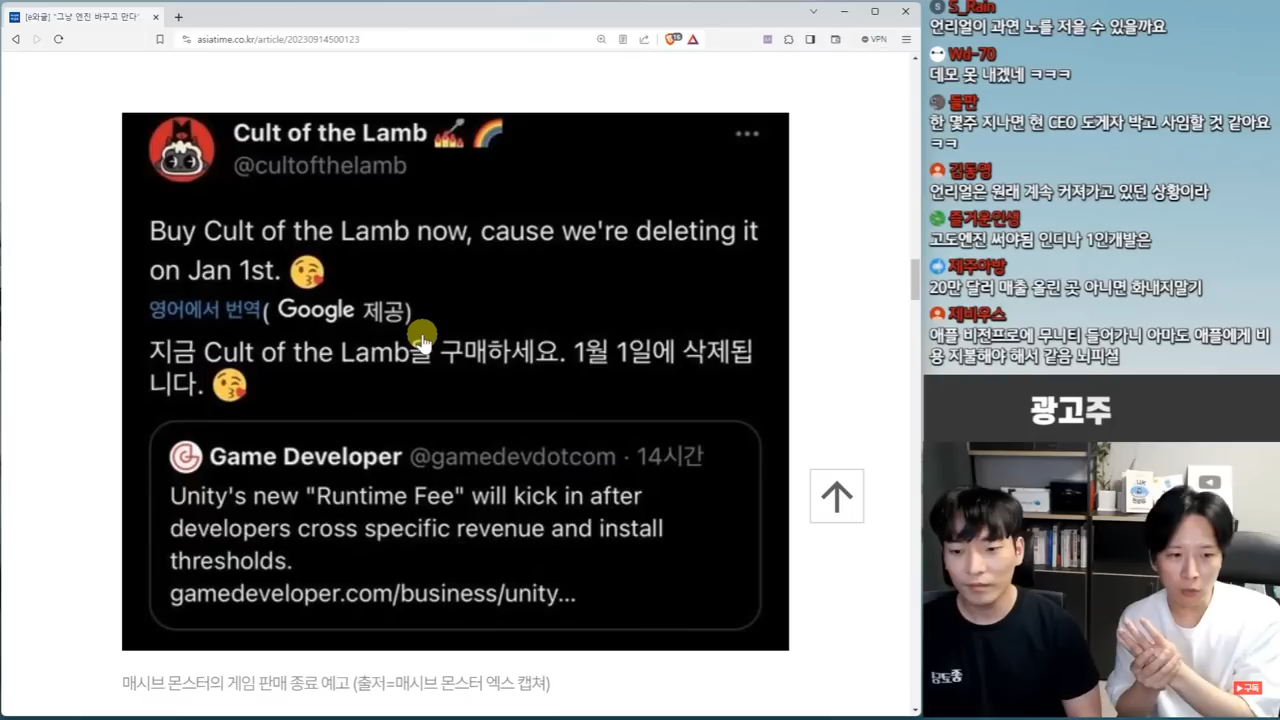 [e와글] "그냥 엔진 바꾸고 만다"
asiatime.co.kr/article/20230914500123
VPN
Cult of the Lamb
@cultofthelamb
Buy Cult of the Lamb now, cause we're deleting it
on Jan 1st.
영어에서 번역( Google 제공)
지금 Cult of the Lamb을 구매하세요. 1월 1일에 삭제됩
니다.
Game Developer @gamedevdotcom · 14시간
Unity's new "Runtime Fee" will kick in after
developers cross specific revenue and install
thresholds.
gamedeveloper.com/business/unity...
매시브 몬스터의 게임 판매 종료 예고 (출저=매시브 몬스터 엑스 캡쳐)
S_Rain
언리얼이 과연 노를 저을 수 있을까요
Wd-70
데모 못 내겠네 ㅋㅋㅋ
돌판
한 몇주 지나면 현 CEO 도게자 박고 사임할 것 같아요
ㅋㅋ
김동영
언리얼은 원래 계속 커져가고 있던 상황이라
즐거운인생
고도엔진 써야됨 인디나 1인개발은
제주아방
20만 달러 매출 올린 곳 아니면 화내지말기
제비우스
애플 비전프로에 무니티 들어가니 아마도 애플에게 비
용 지불해야 해서 같음 뇌피셜
광고주
구독